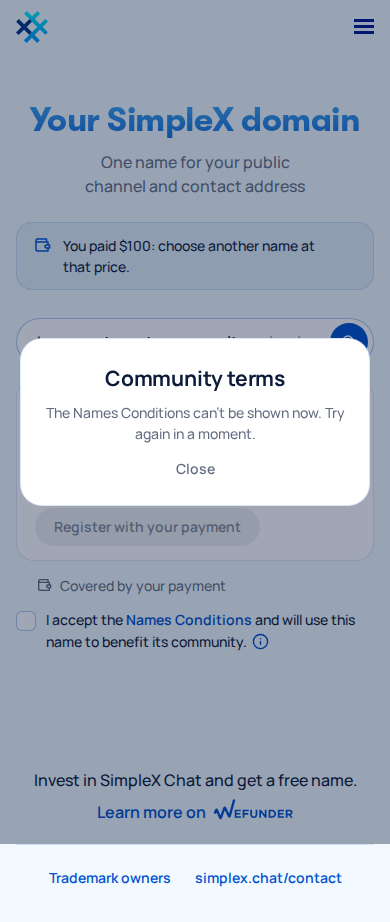 Your SimpleX domain
One name for your public
channel and contact address
You paid $100: choose another name at
that price.
Community terms
The Names Conditions can't be shown now. Try
again in a moment.
Close
Register with your payment
Covered by your payment
I accept the Names Conditions and will use this
name to benefit its community.
Invest in SimpleX Chat and get a free name.
Learn more on WEFUNDER
Trademark owners simplex.chat/contact